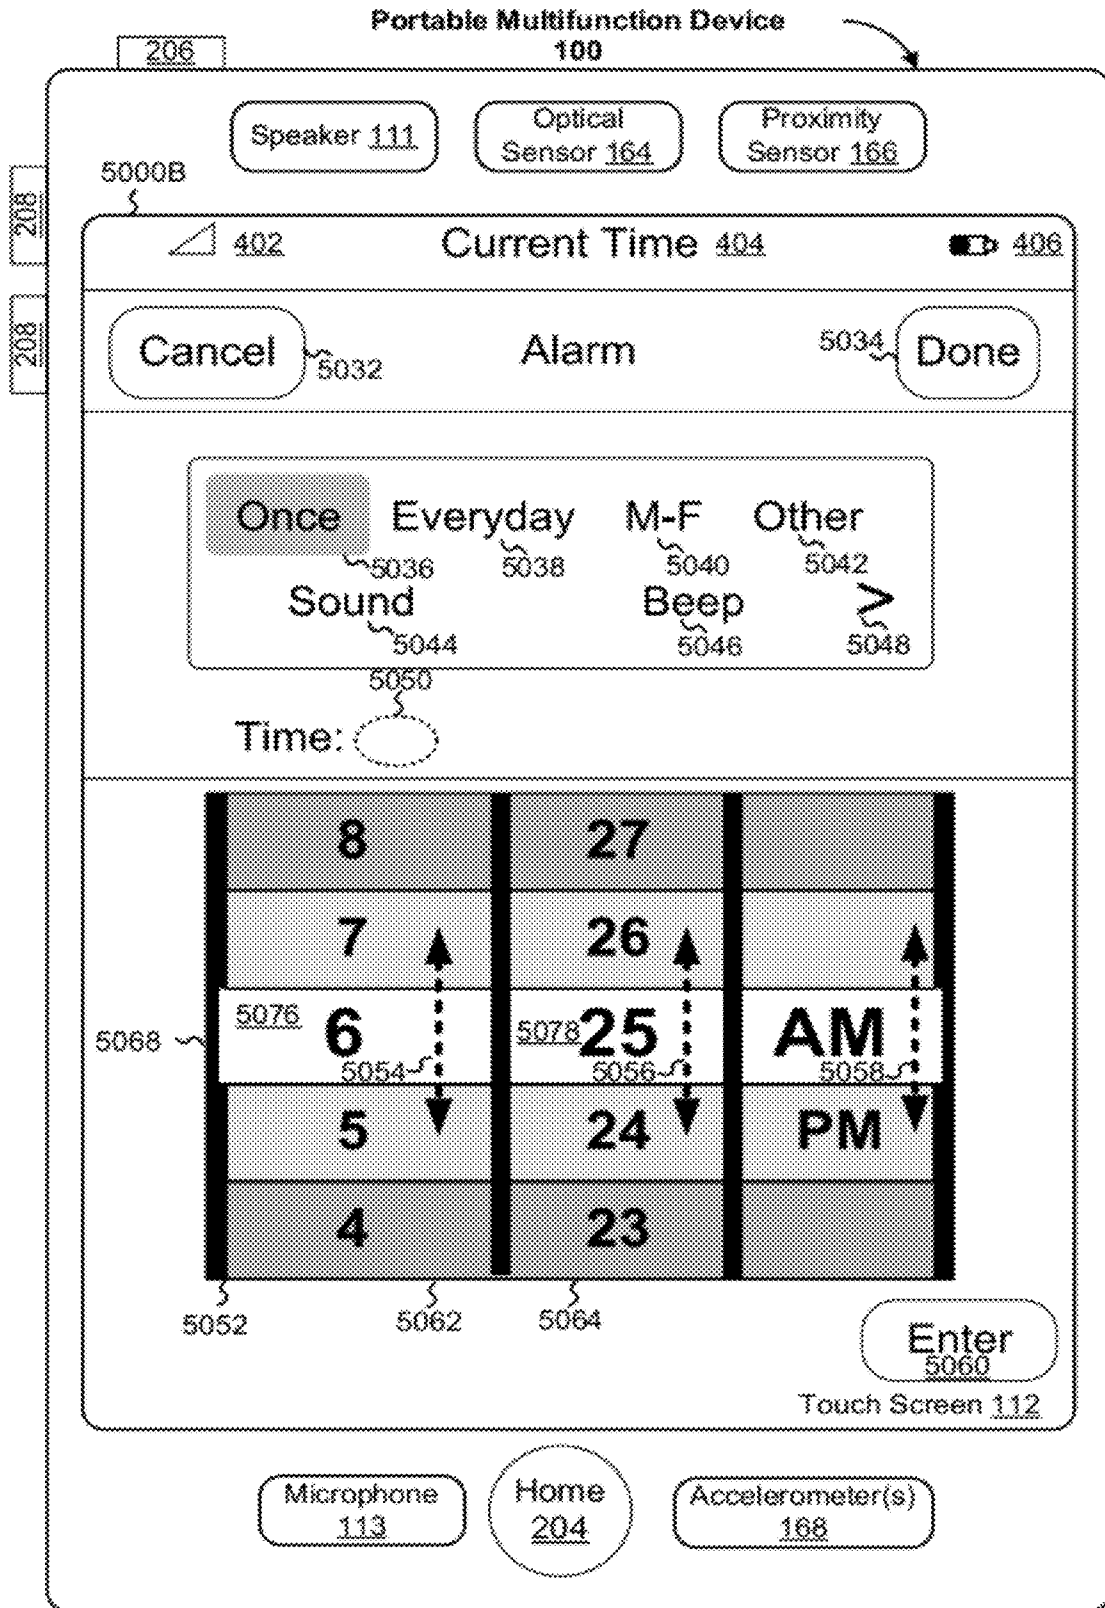 Portable Multifunction Device
100
206
Speaker 111
Optical
Sensor 164
Proximity
Sensor 166
5000B
208
208
402
Current Time 404
406
Cancel
5032
Alarm
5034
Done
Once
Everyday
M-F
Other
5036
5038
5040
5042
Sound
Beep
>
5044
5046
5048
5050
Time:
8
27
7
26
5068
5076
6
5078
25
AM
5054
5056
5058
5
24
PM
4
23
5052
5062
5064
Enter
5060
Touch Screen 112
Microphone
113
Home
204
Accelerometer(s)
168